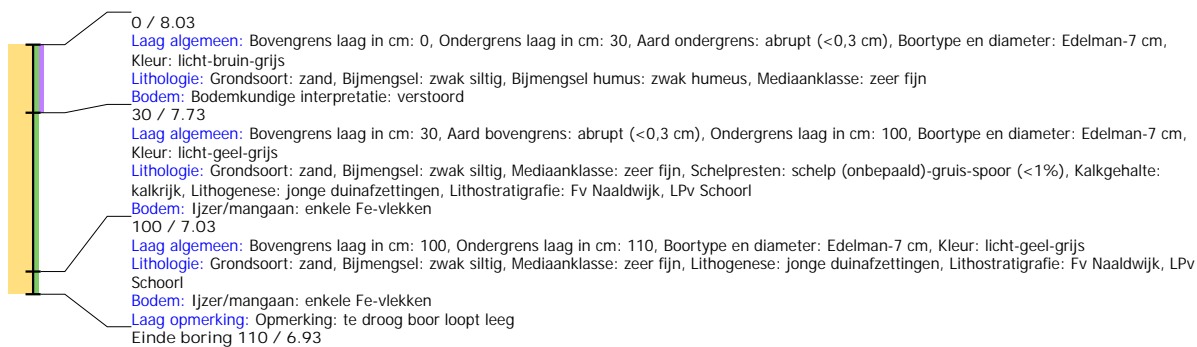 0 / 8.03
Laag algemeen: Bovengrens laag in cm: 0, Ondergrens laag in cm: 30, Aard ondergrens: abrupt (<0,3 cm), Boortype en diameter: Edelman-7 cm,
Kleur: licht-bruin-grijs
Lithologie: Grondsoort: zand, Bijmengsel: zwak siltig, Bijmengsel humus: zwak humeus, Mediaanklasse: zeer fijn
Bodem: Bodemkundige interpretatie: verstoord
30 / 7.73
Laag algemeen: Bovengrens laag in cm: 30, Aard bovengrens: abrupt (<0,3 cm), Ondergrens laag in cm: 100, Boortype en diameter: Edelman-7 cm,
Kleur: licht-geel-grijs
Lithologie: Grondsoort: zand, Bijmengsel: zwak siltig, Mediaanklasse: zeer fijn, Schelpresten: schelp (onbepaald)-gruis-spoor (<1%), Kalkgehalte:
kalkrijk, Lithogenese: jonge duinafzettingen, Lithostratigrafie: Fv Naaldwijk, LPv Schoorl
Bodem: Ijzer/mangaan: enkele Fe-vlekken
100 / 7.03
Laag algemeen: Bovengrens laag in cm: 100, Ondergrens laag in cm: 110, Boortype en diameter: Edelman-7 cm, Kleur: licht-geel-grijs
Lithologie: Grondsoort: zand, Bijmengsel: zwak siltig, Mediaanklasse: zeer fijn, Lithogenese: jonge duinafzettingen, Lithostratigrafie: Fv Naaldwijk, LPv
Schoorl
Bodem: Ijzer/mangaan: enkele Fe-vlekken
Laag opmerking: Opmerking: te droog boor loopt leeg
Einde boring 110 / 6.93